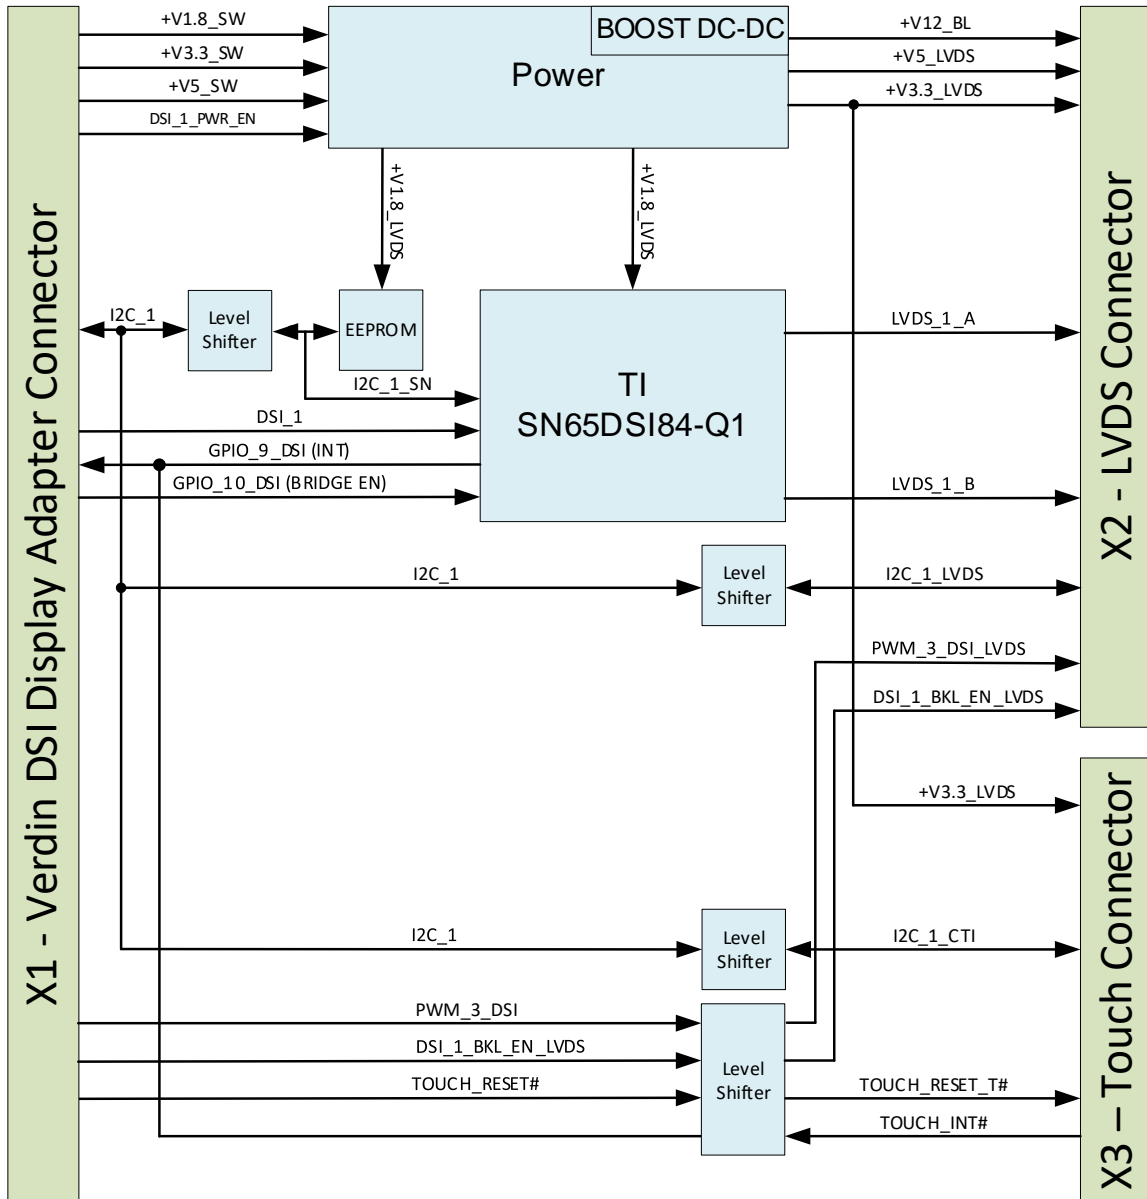 X1 - Verdin DSI Display Adapter Connector
+V1.8_SW
+V3.3_SW
+V5_SW
DSI_1_PWR_EN
BOOST DC-DC
Power
+V12_BL
+V5_LVDS
+V3.3_LVDS
X2 - LVDS Connector
+V1.8_LVDS
+V1.8_LVDS
I2C_1
Level
Shifter
EEPROM
I2C_1_SN
DSI_1
GPIO_9_DSI (INT)
GPIO_10_DSI (BRIDGE EN)
TI
SN65DSI84-Q1
LVDS_1_A
LVDS_1_B
I2C_1
Level
Shifter
I2C_1_LVDS
PWM_3_DSI_LVDS
DSI_1_BKL_EN_LVDS
+V3.3_LVDS
X3 – Touch Connector
I2C_1
Level
Shifter
I2C_1_CTI
PWM_3_DSI
DSI_1_BKL_EN_LVDS
TOUCH_RESET#
Level
Shifter
TOUCH_RESET_T#
TOUCH_INT#